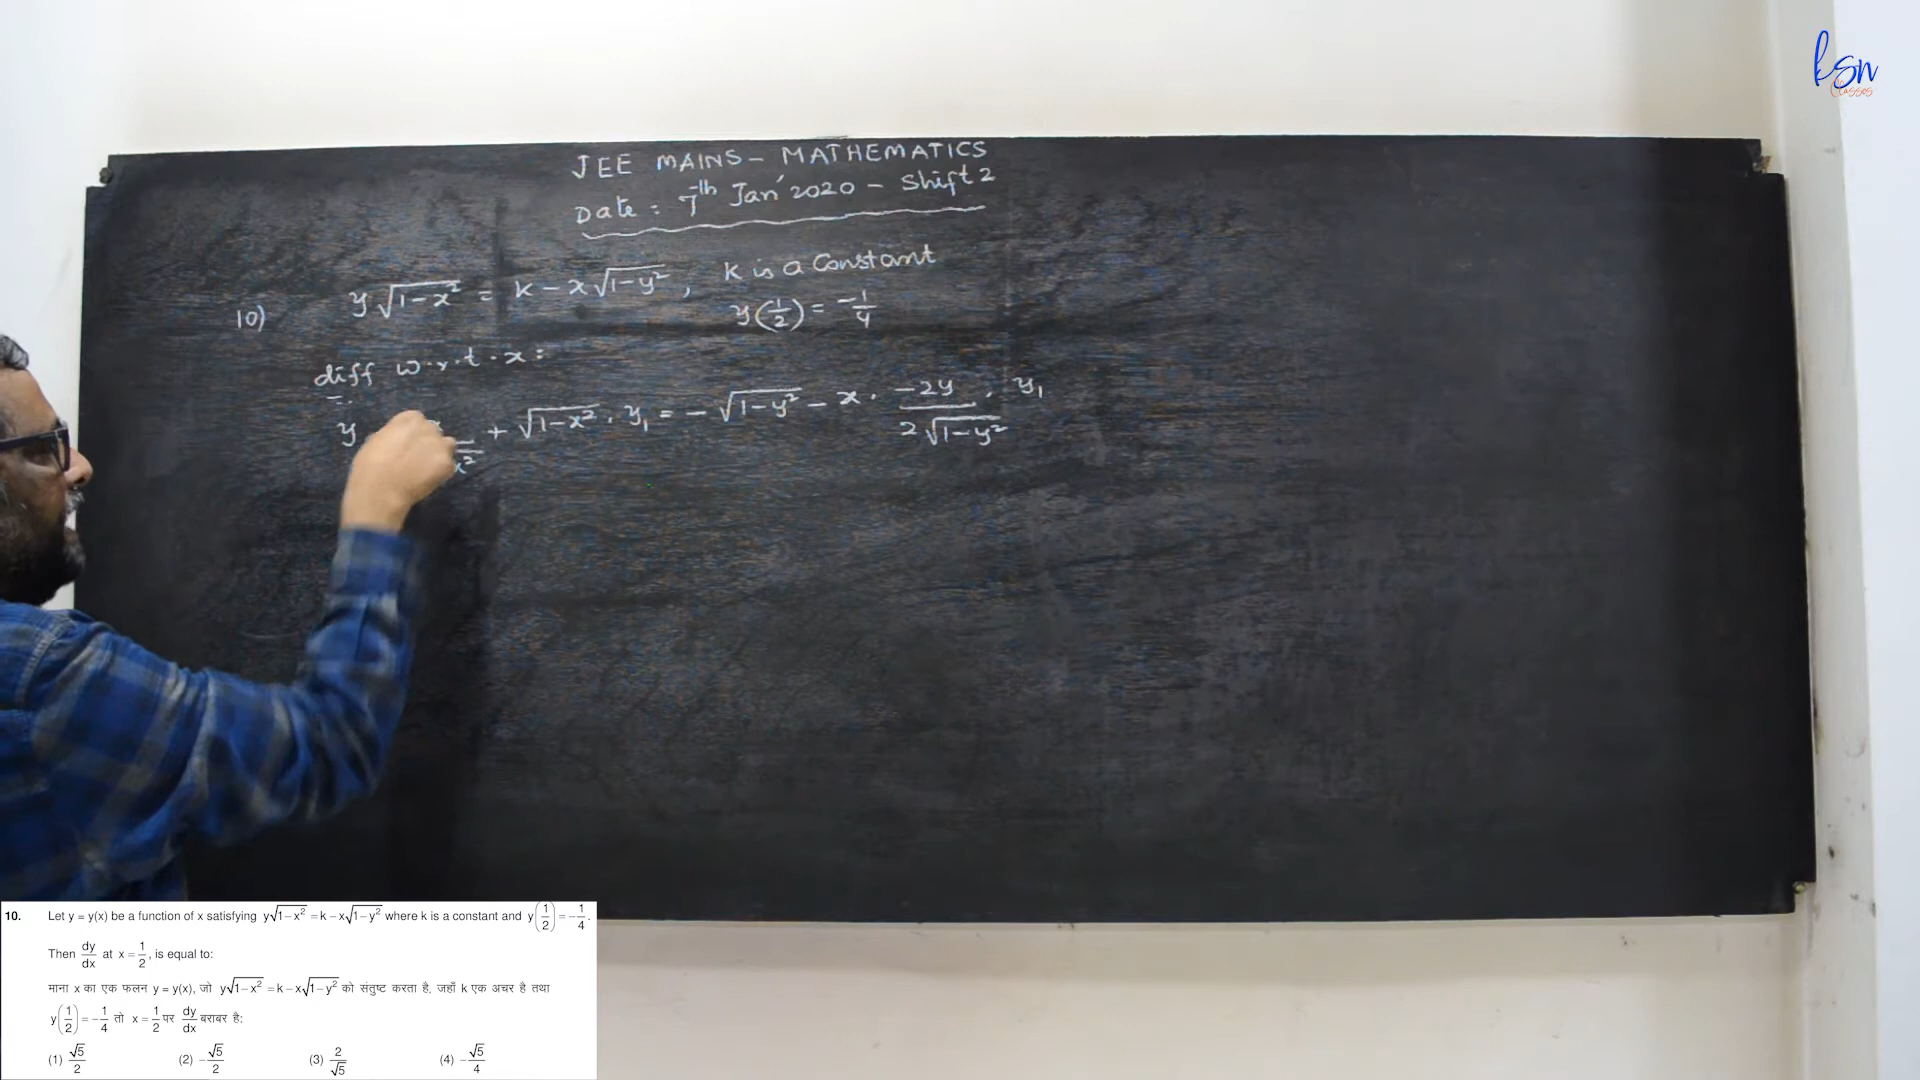 ksn
Classes
JEE MAINS - MATHEMATICS
Date : 7th Jan' 2020 - Shift 2
10) y√(1-x²) = k - x√(1-y²) , k is a Constant
y(1/2) = -1/4
diff w.r.t. x :
y x² + √(1-x²) . y₁ = - √(1-y²) - x . -2y/(2√(1-y²)) . y₁
10. Let y = y(x) be a function of x satisfying y√(1-x²) = k - x√(1-y²) where k is a constant and y(1/2) = -1/4.
Then dy/dx at x = 1/2, is equal to:
माना x का एक फलन y = y(x), जो y√(1-x²) = k - x√(1-y²) को संतुष्ट करता है, जहाँ k एक अचर है तथा
y(1/2) = -1/4 तो x = 1/2 पर dy/dx बराबर है:
(1) √5/2 (2) -√5/2 (3) 2/√5 (4) -√5/4